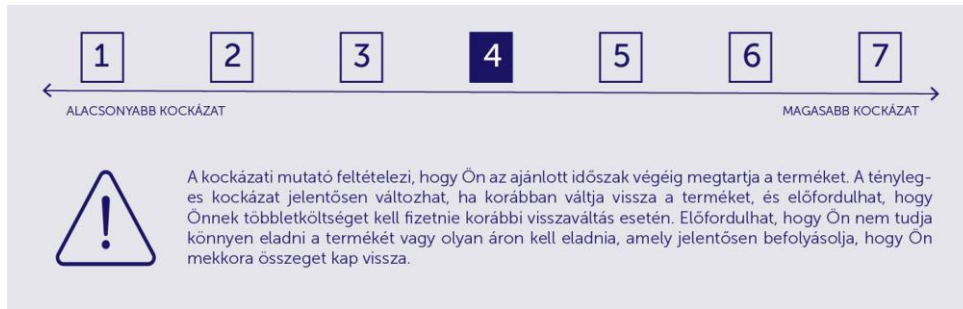 1 2 3 4 5 6 7
ALACSONYABB KOCKÁZAT MAGASABB KOCKÁZAT
A kockázati mutató feltételezi, hogy Ön az ajánlott időszak végéig megtartja a terméket. A tényleg-
es kockázat jelentősen változhat, ha korábban váltja vissza a terméket, és előfordulhat, hogy
Önnek többletköltséget kell fizetnie korábbi visszaváltás esetén. Előfordulhat, hogy Ön nem tudja
könnyen eladni a termékét vagy olyan áron kell eladnia, amely jelentősen befolyásolja, hogy Ön
mekkora összeget kap vissza.